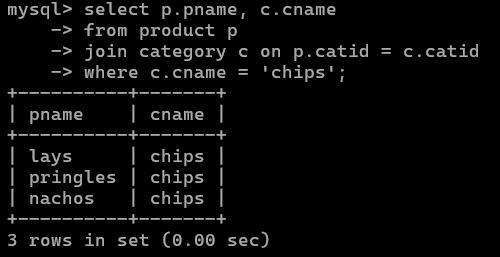 mysql> select p.pname, c.cname
    -> from product p
    -> join category c on p.catid = c.catid
    -> where c.cname = 'chips';
+----------+-------+
| pname    | cname |
+----------+-------+
| lays     | chips |
| pringles | chips |
| nachos   | chips |
+----------+-------+
3 rows in set (0.00 sec)